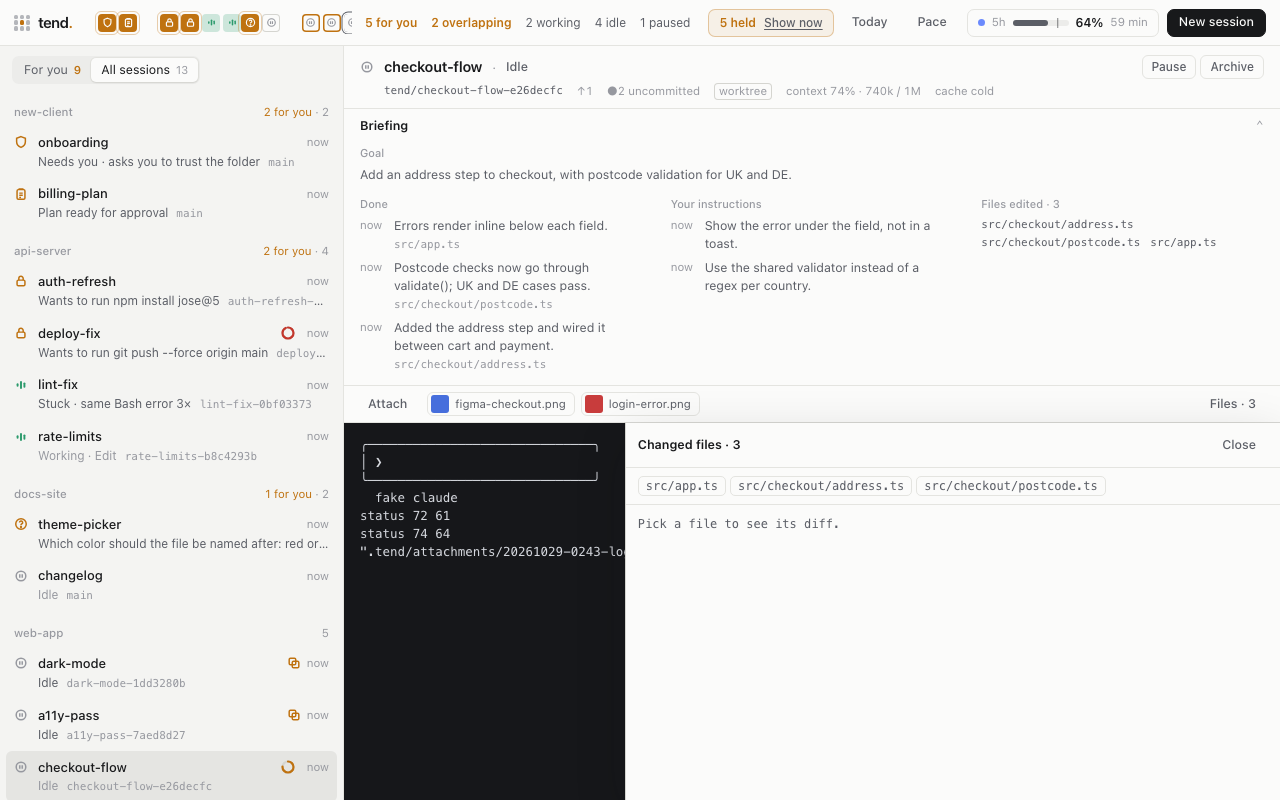 tend.
5 for you 2 overlapping 2 working 4 idle 1 paused
5 held Show now
Today
Pace
5h 64% 59 min
New session
For you 9
All sessions 13
new-client 2 for you · 2
onboarding now
Needs you · asks you to trust the folder main
billing-plan now
Plan ready for approval main
api-server 2 for you · 4
auth-refresh now
Wants to run npm install jose@5 auth-refresh-…
deploy-fix now
Wants to run git push --force origin main deploy…
lint-fix now
Stuck · same Bash error 3× lint-fix-0bf03373
rate-limits now
Working · Edit rate-limits-b8c4293b
docs-site 1 for you · 2
theme-picker now
Which color should the file be named after: red or…
changelog now
Idle main
web-app 5
dark-mode now
Idle dark-mode-1dd3280b
a11y-pass now
Idle a11y-pass-7aed8d27
checkout-flow now
Idle checkout-flow-e26decfc
checkout-flow · Idle
Pause
Archive
tend/checkout-flow-e26decfc ↑1 ●2 uncommitted worktree context 74% · 740k / 1M cache cold
Briefing
Goal
Add an address step to checkout, with postcode validation for UK and DE.
Done
now Errors render inline below each field.
src/app.ts
now Postcode checks now go through
validate(); UK and DE cases pass.
src/checkout/postcode.ts
now Added the address step and wired it
between cart and payment.
src/checkout/address.ts
Your instructions
now Show the error under the field, not in a
toast.
now Use the shared validator instead of a
regex per country.
Files edited · 3
src/checkout/address.ts
src/checkout/postcode.ts src/app.ts
Attach
figma-checkout.png
login-error.png
Files · 3
❯
fake claude
status 72 61
status 74 64
".tend/attachments/20261029-0243-lo
Changed files · 3
Close
src/app.ts
src/checkout/address.ts
src/checkout/postcode.ts
Pick a file to see its diff.